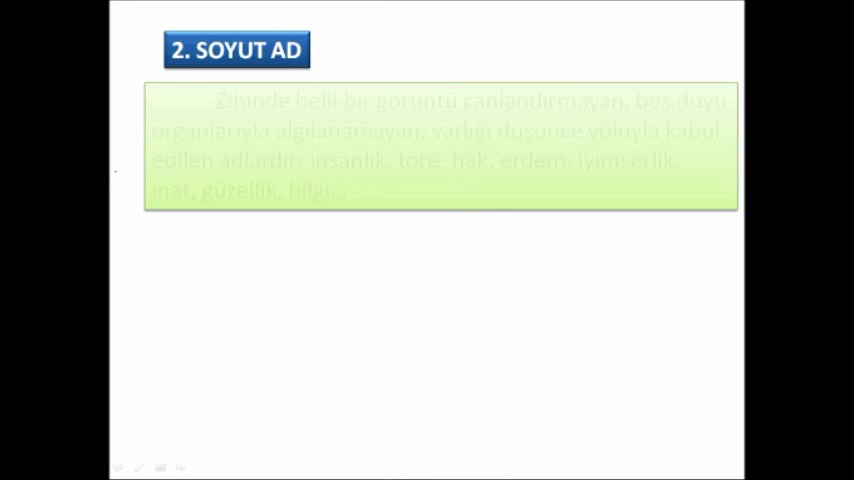 2. SOYUT AD
Zihinde belli bir görüntü canlandırmayan, beş duyu
organlarıyla algılanamayan, varlığı düşünce yoluyla kabul
edilen adlardır: insanlık, töre, hak, erdem, iyimserlik,
inat, güzellik, bilgi...